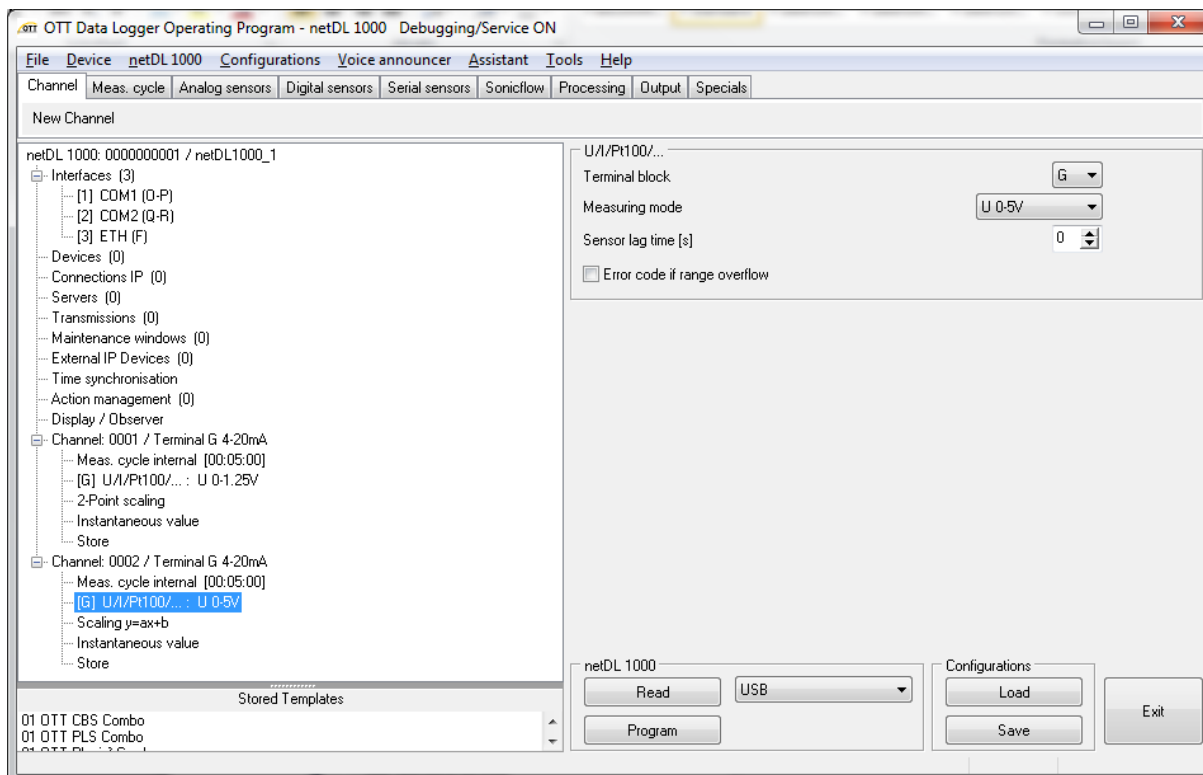 OTT Data Logger Operating Program - netDL 1000 Debugging/Service ON
File Device netDL 1000 Configurations Voice announcer Assistant Tools Help
Channel Meas. cycle Analog sensors Digital sensors Serial sensors Sonicflow Processing Output Specials
New Channel
netDL 1000: 0000000001 / netDL1000_1
Interfaces (3)
[1] COM1 (O-P)
[2] COM2 (Q-R)
[3] ETH (F)
Devices (0)
Connections IP (0)
Servers (0)
Transmissions (0)
Maintenance windows (0)
External IP Devices (0)
Time synchronisation
Action management (0)
Display / Observer
Channel: 0001 / Terminal G 4-20mA
Meas. cycle internal [00:05:00]
[G] U/I/Pt100/... : U 0-1.25V
2-Point scaling
Instantaneous value
Store
Channel: 0002 / Terminal G 4-20mA
Meas. cycle internal [00:05:00]
[G] U/I/Pt100/... : U 0-5V
Scaling y=ax+b
Instantaneous value
Store
Stored Templates
01 OTT CBS Combo
01 OTT PLS Combo
U/I/Pt100/...
Terminal block G
Measuring mode U 0-5V
Sensor lag time [s] 0
Error code if range overflow
netDL 1000
Read USB
Program
Configurations
Load
Save
Exit